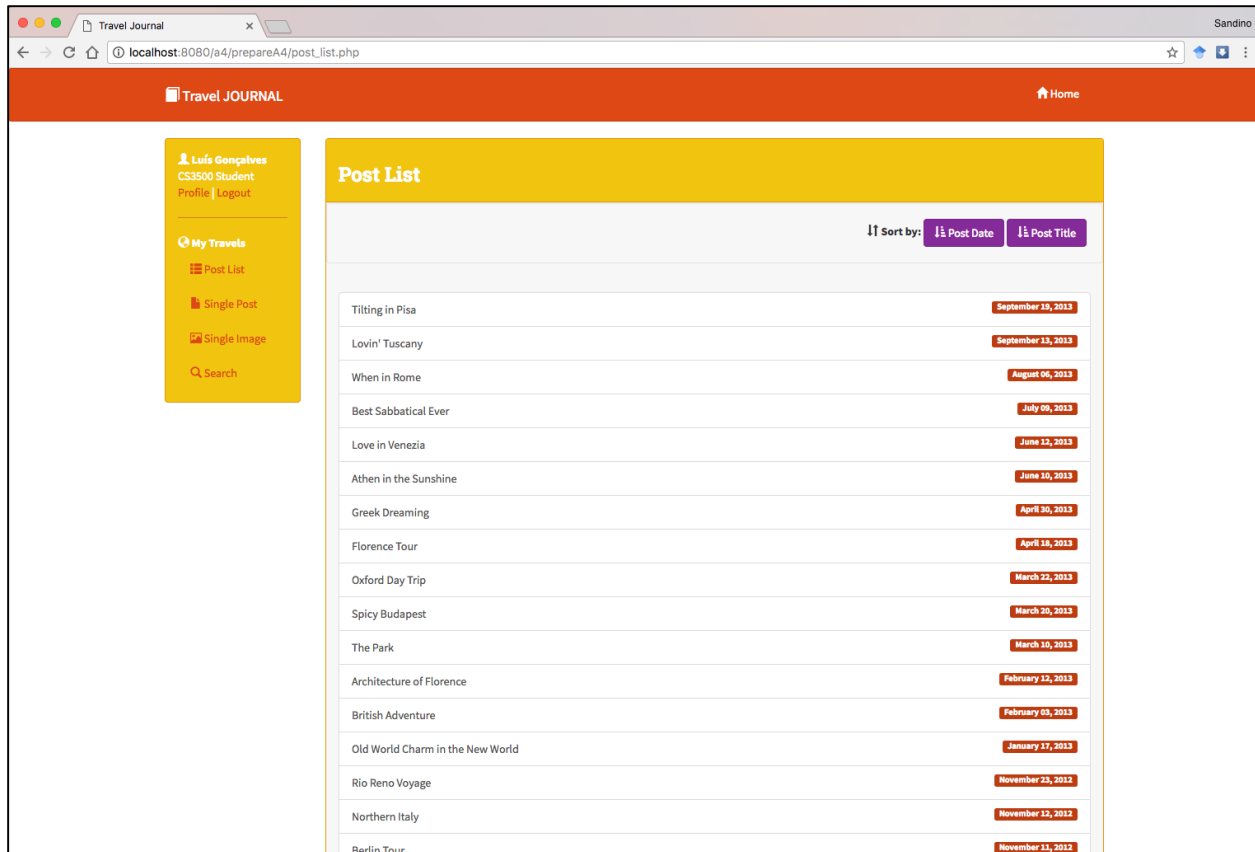 Travel Journal
Sandino
localhost:8080/a4/prepareA4/post_list.php
Travel JOURNAL
Home
Luís Gonçalves
CS3500 Student
Profile | Logout
My Travels
Post List
Single Post
Single Image
Search
Post List
Sort by: Post Date Post Title
Tilting in Pisa September 19, 2013
Lovin' Tuscany September 13, 2013
When in Rome August 06, 2013
Best Sabbatical Ever July 09, 2013
Love in Venezia June 12, 2013
Athen in the Sunshine June 10, 2013
Greek Dreaming April 30, 2013
Florence Tour April 18, 2013
Oxford Day Trip March 22, 2013
Spicy Budapest March 20, 2013
The Park March 10, 2013
Architecture of Florence February 12, 2013
British Adventure February 03, 2013
Old World Charm in the New World January 17, 2013
Rio Reno Voyage November 23, 2012
Northern Italy November 12, 2012
Berlin Tour November 11, 2012